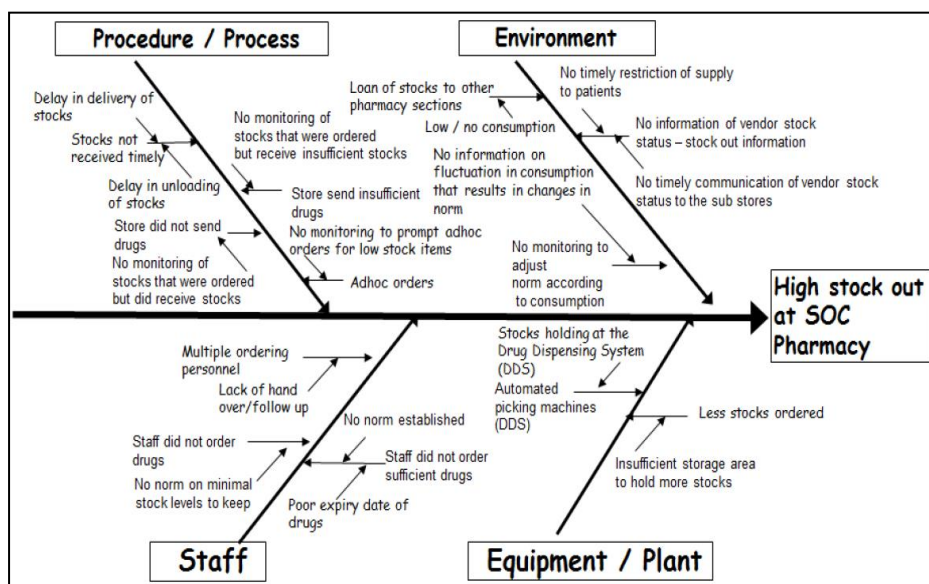 Procedure / Process
Environment
Delay in delivery of
stocks
Stocks not
received timely
Delay in unloading
of stocks
No monitoring of
stocks that were ordered
but receive insufficient stocks
Store send insufficient
drugs
Store did not send
drugs
No monitoring of
stocks that were ordered
but did receive stocks
No monitoring to prompt adhoc
orders for low stock items
Adhoc orders
Loan of stocks to other
pharmacy sections
Low / no consumption
No timely restriction of supply
to patients
No information of vendor stock
status – stock out information
No timely communication of vendor stock
status to the sub stores
No information on
fluctuation in consumption
that results in changes in
norm
No monitoring to
adjust
norm according
to consumption
High stock out
at SOC
Pharmacy
Multiple ordering
personnel
Lack of hand
over/follow up
Staff did not order
drugs
No norm on minimal
stock levels to keep
No norm established
Staff did not order
sufficient drugs
Poor expiry date of
drugs
Stocks holding at the
Drug Dispensing System
(DDS)
Automated
picking machines
(DDS)
Less stocks ordered
Insufficient storage area
to hold more stocks
Staff
Equipment / Plant